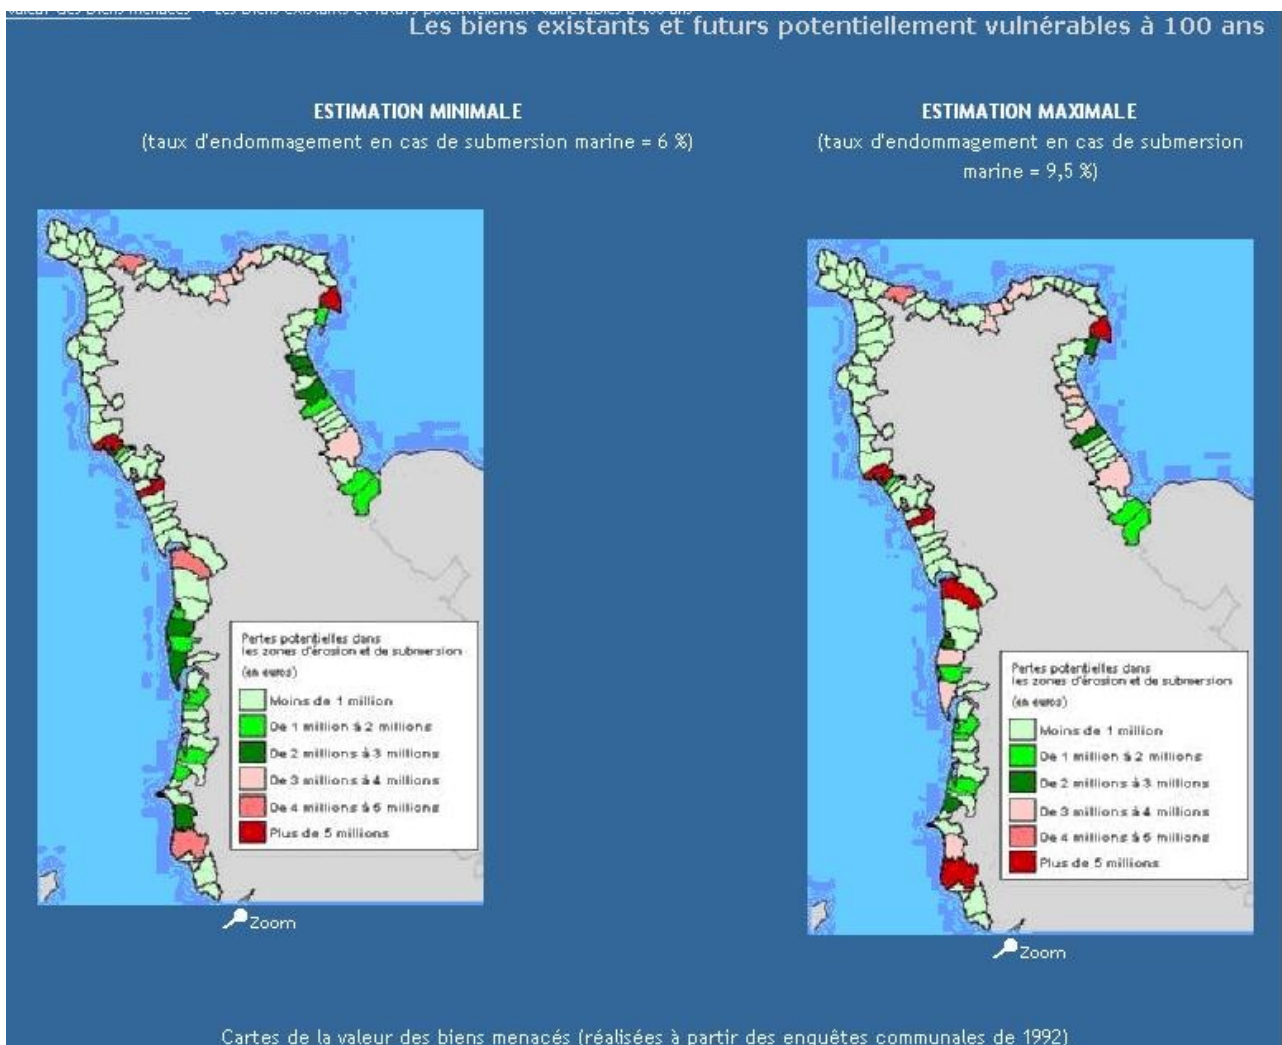 valeur des biens menacés
Les biens existants et futurs potentiellement vulnérables à 100 ans
ESTIMATION MINIMALE
(taux d'endommagement en cas de submersion marine = 6 %)
ESTIMATION MAXIMALE
(taux d'endommagement en cas de submersion
marine = 9,5 %)
Pertes potentielles dans
les zones d'érosion et de submersion
(en euros)
Moins de 1 million
De 1 million à 2 millions
De 2 millions à 3 millions
De 3 millions à 4 millions
De 4 millions à 5 millions
Plus de 5 millions
Zoom
Pertes potentielles dans
les zones d'érosion et de submersion
(en euros)
Moins de 1 million
De 1 million à 2 millions
De 2 millions à 3 millions
De 3 millions à 4 millions
De 4 millions à 5 millions
Plus de 5 millions
Zoom
Cartes de la valeur des biens menacés (réalisées à partir des enquêtes communales de 1992)